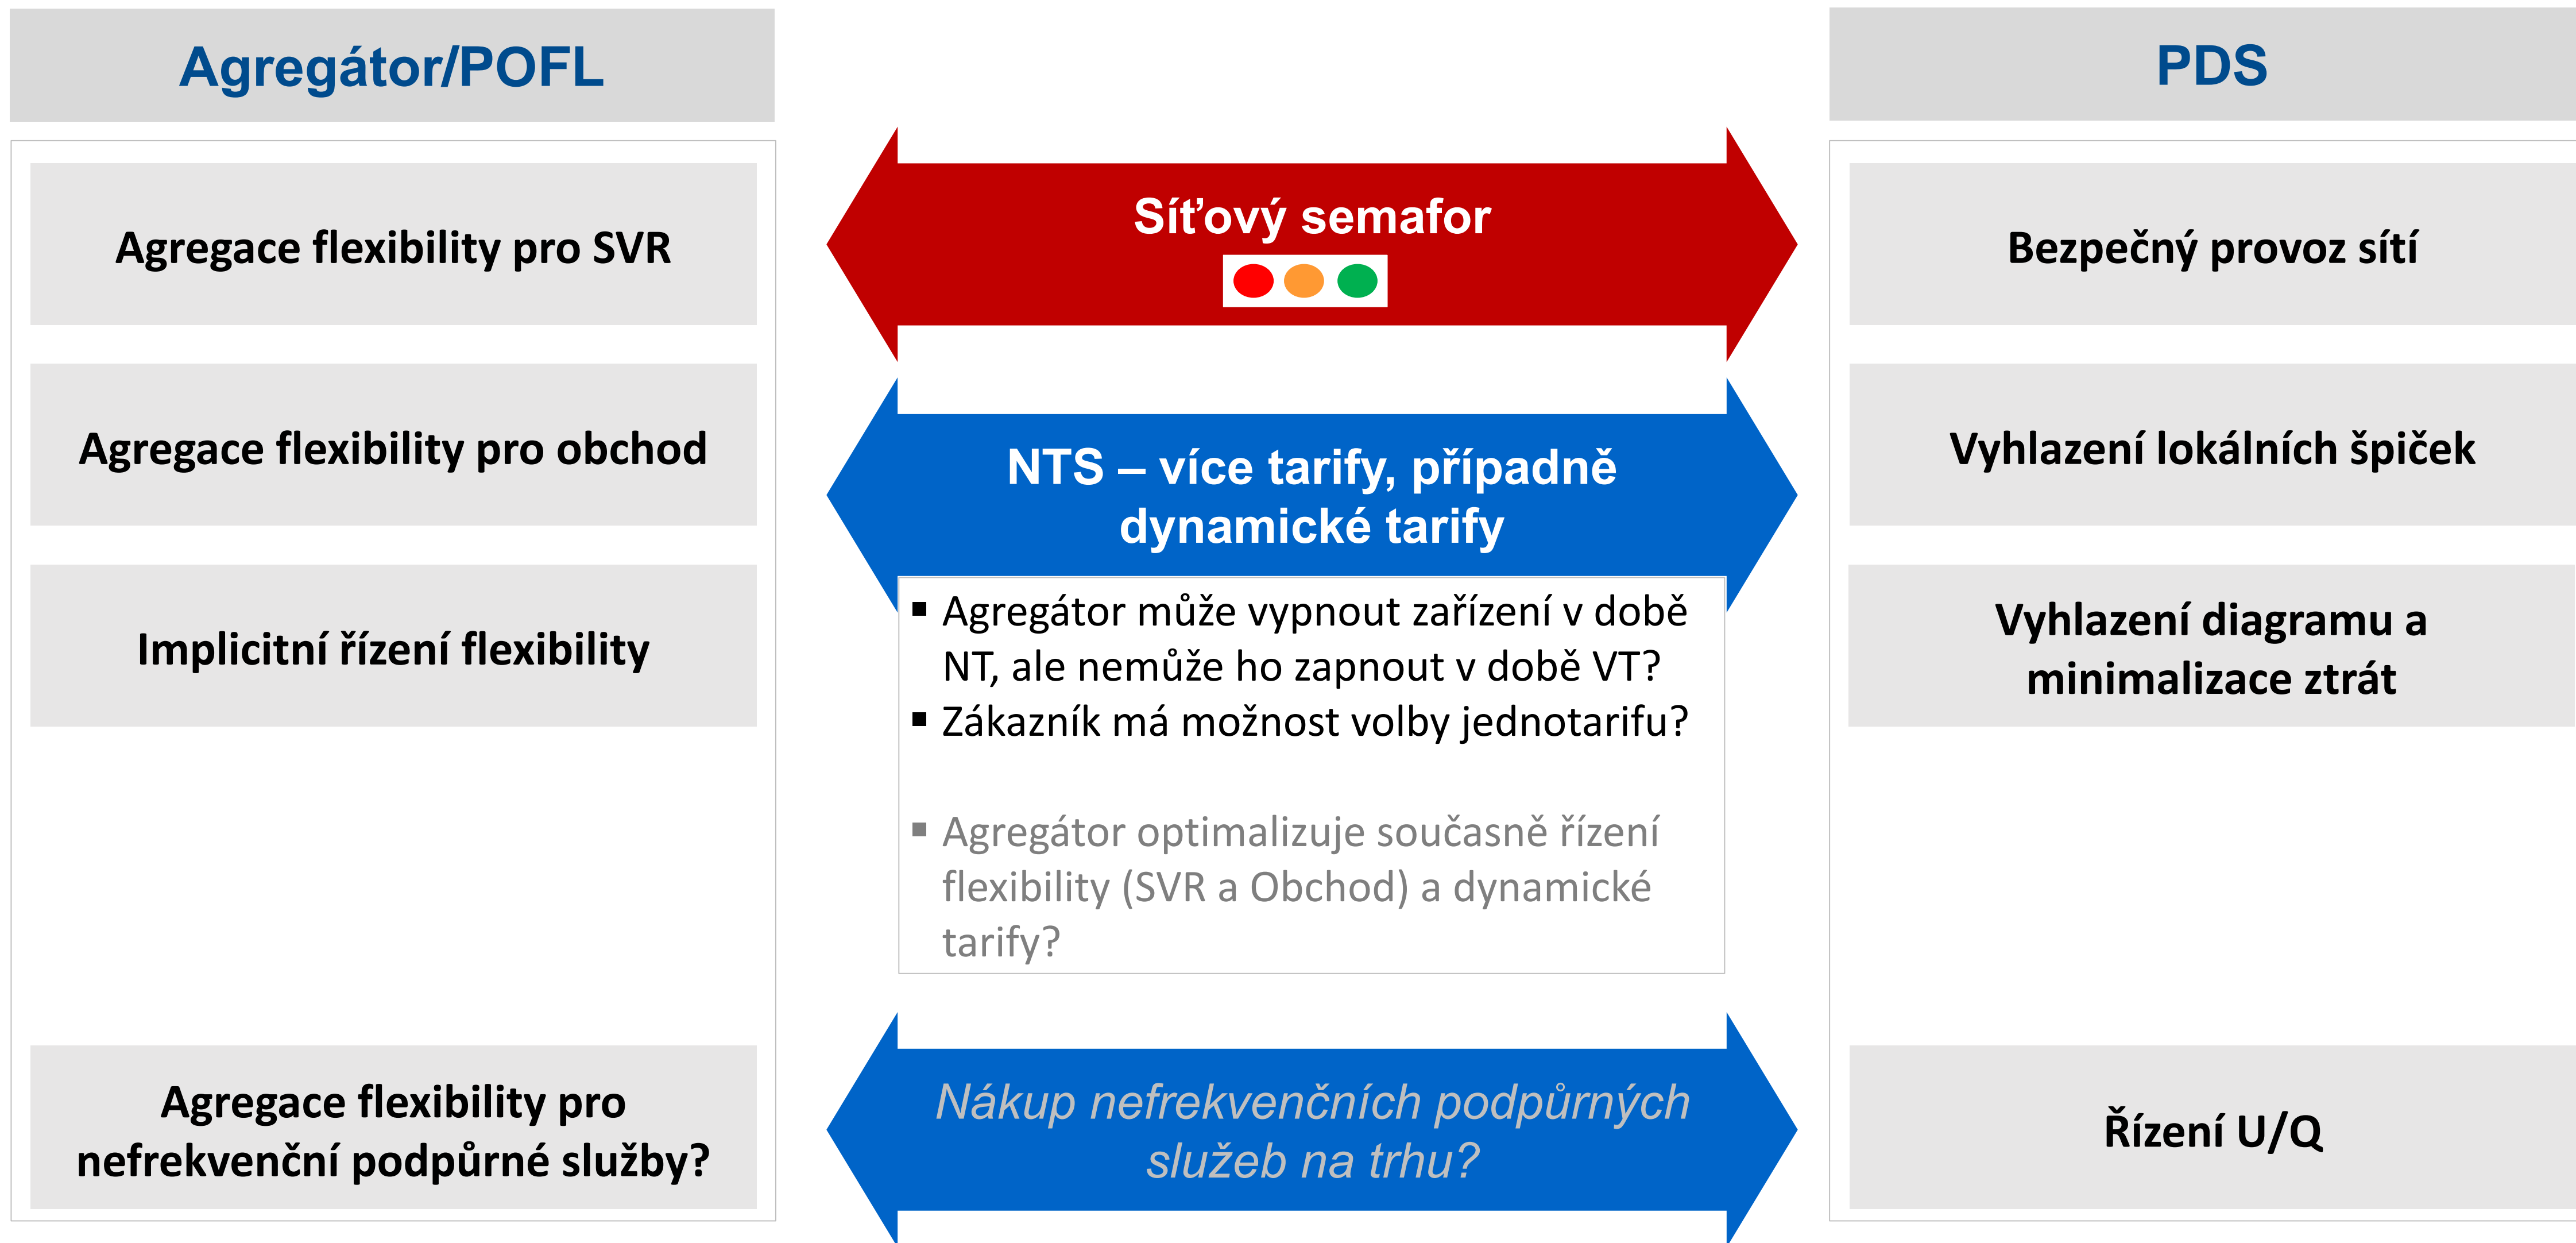 Agregátor/POFL
Agregace flexibility pro SVR
Agregace flexibility pro obchod
Implicitní řízení flexibility
Agregace flexibility pro
nefrekvenční podpůrné služby?
Síťový semafor
NTS – více tarify, případně
dynamické tarify
▪ Agregátor může vypnout zařízení v době
NT, ale nemůže ho zapnout v době VT?
▪ Zákazník má možnost volby jednotarifu?
▪ Agregátor optimalizuje současně řízení
flexibility (SVR a Obchod) a dynamické
tarify?
Nákup nefrekvenčních podpůrných
služeb na trhu?
PDS
Bezpečný provoz sítí
Vyhlazení lokálních špiček
Vyhlazení diagramu a
minimalizace ztrát
Řízení U/Q